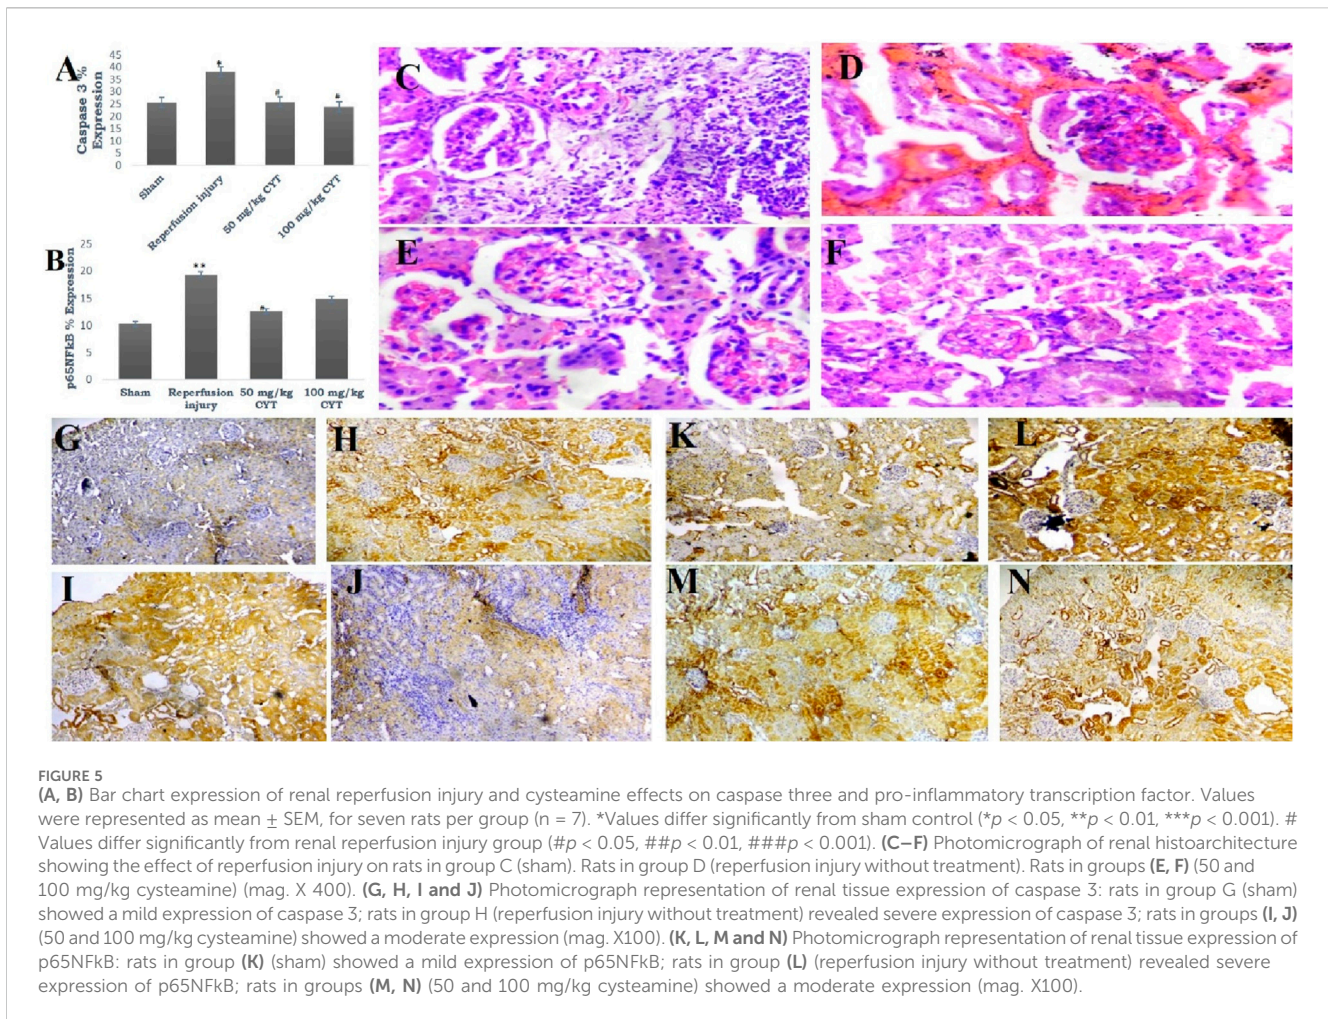 A
Caspase 3 %
Expression
45
40
35
30
25
20
15
10
5
0
*
#
#
Sham
Reperfusion injury
50 mg/kg CYT
100 mg/kg CYT
B
p65NFkB % Expression
25
20
15
10
5
0
**
#
Sham
Reperfusion
injury
50 mg/kg
CYT
100 mg/kg
CYT
C
D
E
F
G
H
K
L
I
J
M
N
FIGURE 5
(A, B) Bar chart expression of renal reperfusion injury and cysteamine effects on caspase three and pro-inflammatory transcription factor. Values
were represented as mean ± SEM, for seven rats per group (n = 7). *Values differ significantly from sham control (*p < 0.05, **p < 0.01, ***p < 0.001). #
Values differ significantly from renal reperfusion injury group (#p < 0.05, ##p < 0.01, ###p < 0.001). (C–F) Photomicrograph of renal histoarchitecture
showing the effect of reperfusion injury on rats in group C (sham). Rats in group D (reperfusion injury without treatment). Rats in groups (E, F) (50 and
100 mg/kg cysteamine) (mag. X 400). (G, H, I and J) Photomicrograph representation of renal tissue expression of caspase 3: rats in group G (sham)
showed a mild expression of caspase 3; rats in group H (reperfusion injury without treatment) revealed severe expression of caspase 3; rats in groups (I, J)
(50 and 100 mg/kg cysteamine) showed a moderate expression (mag. X100). (K, L, M and N) Photomicrograph representation of renal tissue expression of
p65NFkB: rats in group (K) (sham) showed a mild expression of p65NFkB; rats in group (L) (reperfusion injury without treatment) revealed severe
expression of p65NFkB; rats in groups (M, N) (50 and 100 mg/kg cysteamine) showed a moderate expression (mag. X100).